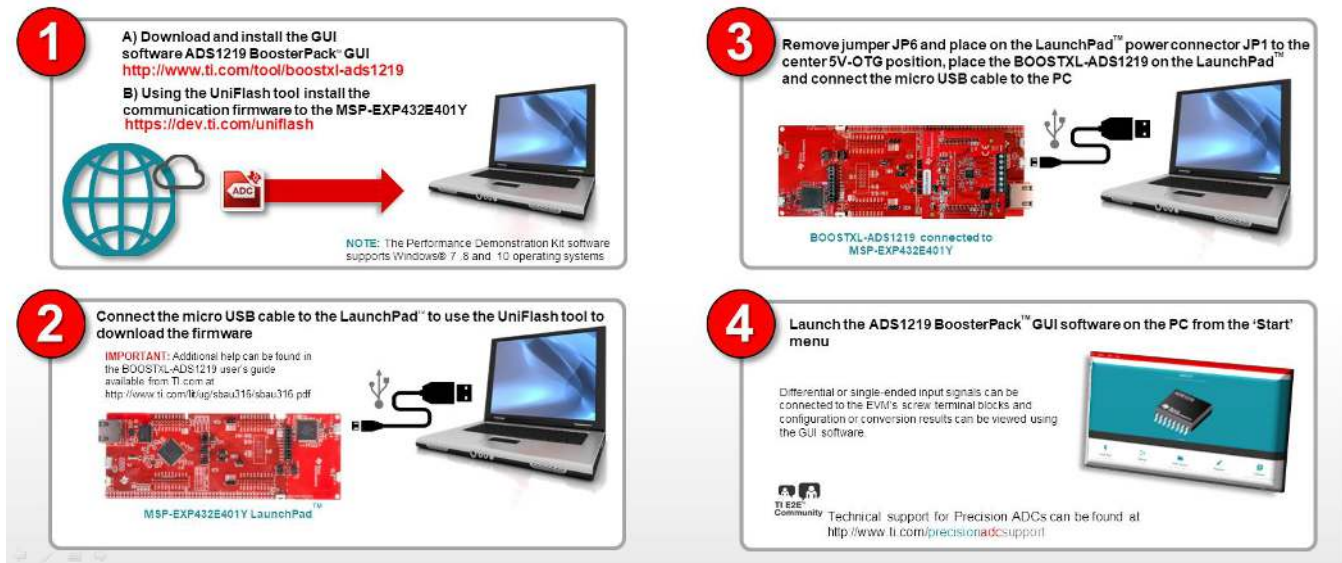 1
A) Download and install the GUI
software ADS1219 BoosterPack™ GUI
http://www.ti.com/tool/boostxl-ads1219
B) Using the UniFlash tool install the
communication firmware to the MSP-EXP432E401Y
https://dev.ti.com/uniflash
ADC
NOTE: The Performance Demonstration Kit software
supports Windows® 7 ,8 and 10 operating systems
2
Connect the micro USB cable to the LaunchPad™ to use the UniFlash tool to
download the firmware
IMPORTANT: Additional help can be found in
the BOOSTXL-ADS1219 user's guide
available from TI.com at
http://www.ti.com/lit/ug/sbau316/sbau316.pdf
MSP-EXP432E401Y LaunchPad™
3
Remove jumper JP6 and place on the LaunchPad™ power connector JP1 to the
center 5V-OTG position, place the BOOSTXL-ADS1219 on the LaunchPad™
and connect the micro USB cable to the PC
BOOSTXL-ADS1219 connected to
MSP-EXP432E401Y
4
Launch the ADS1219 BoosterPack™ GUI software on the PC from the 'Start'
menu
Differential or single-ended input signals can be
connected to the EVM's screw terminal blocks and
configuration or conversion results can be viewed using
the GUI software.
TI E2E™
Community
Technical support for Precision ADCs can be found at
http://www.ti.com/precisionadcsupport